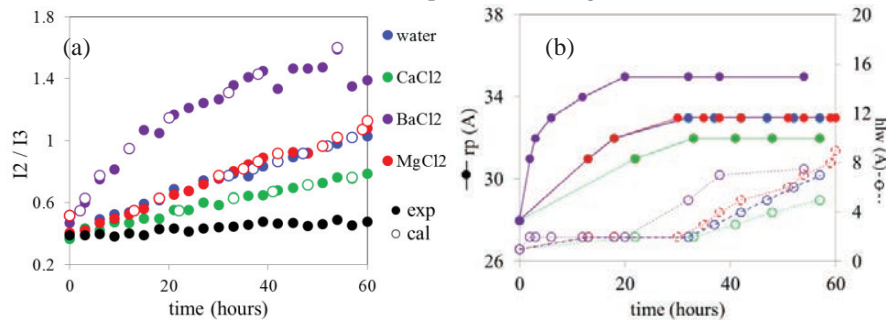 (a)
I2 / I3
1.8
1.4
1
0.6
0.2
0
20
40
60
time (hours)
water
CaCl2
BaCl2
MgCl2
exp
cal
(b)
rp (A)
38
33
30
26
0
20
40
60
time (hours)
20
16
12
8
4
0
hlw (A)-o--